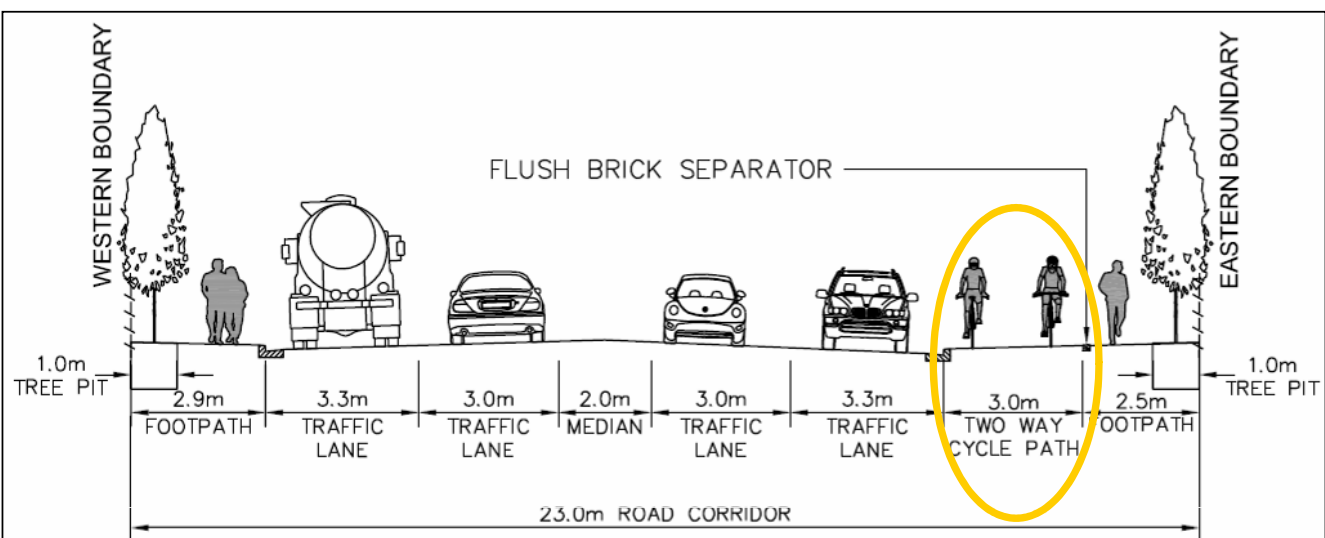 WESTERN BOUNDARY
EASTERN BOUNDARY
FLUSH BRICK SEPARATOR
1.0m
TREE PIT
2.9m
FOOTPATH
3.3m
TRAFFIC
LANE
3.0m
TRAFFIC
LANE
2.0m
MEDIAN
3.0m
TRAFFIC
LANE
3.3m
TRAFFIC
LANE
3.0m
TWO WAY
CYCLE PATH
2.5m
FOOTPATH
1.0m
TREE PIT
23.0m ROAD CORRIDOR